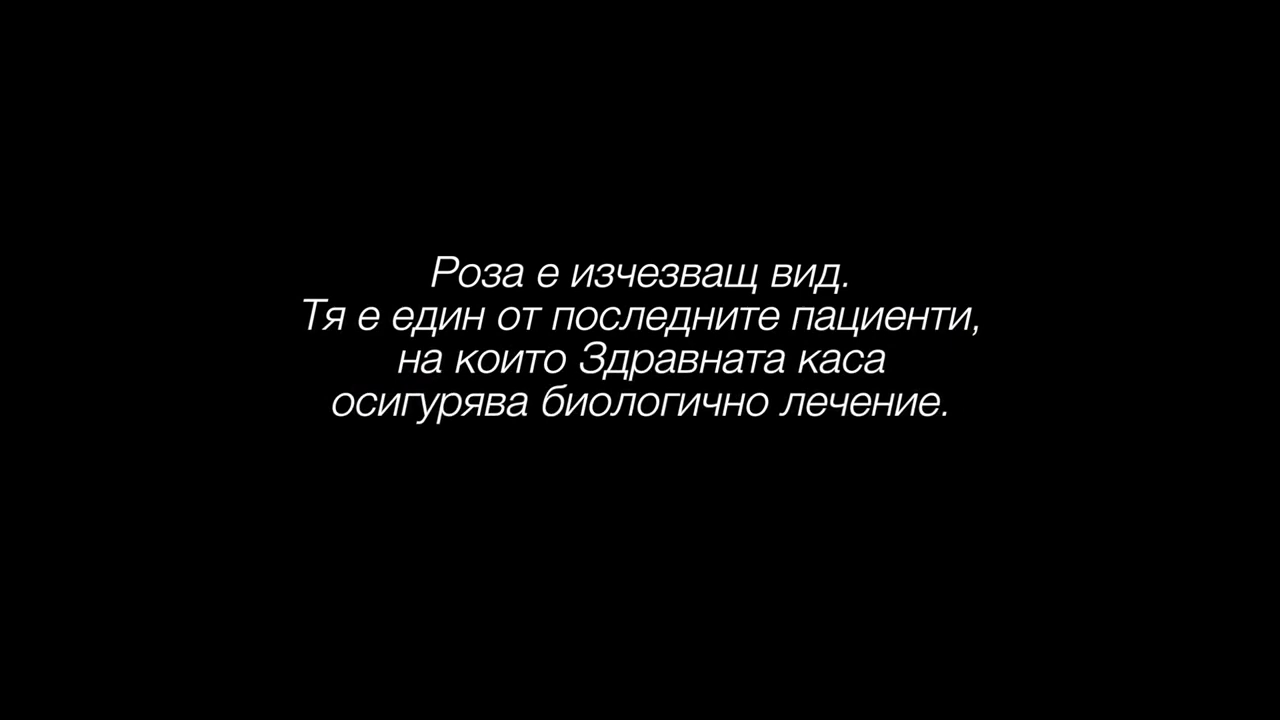 Роза е изчезващ вид.
Тя е един от последните пациенти,
на които Здравната каса
осигурява биологично лечение.